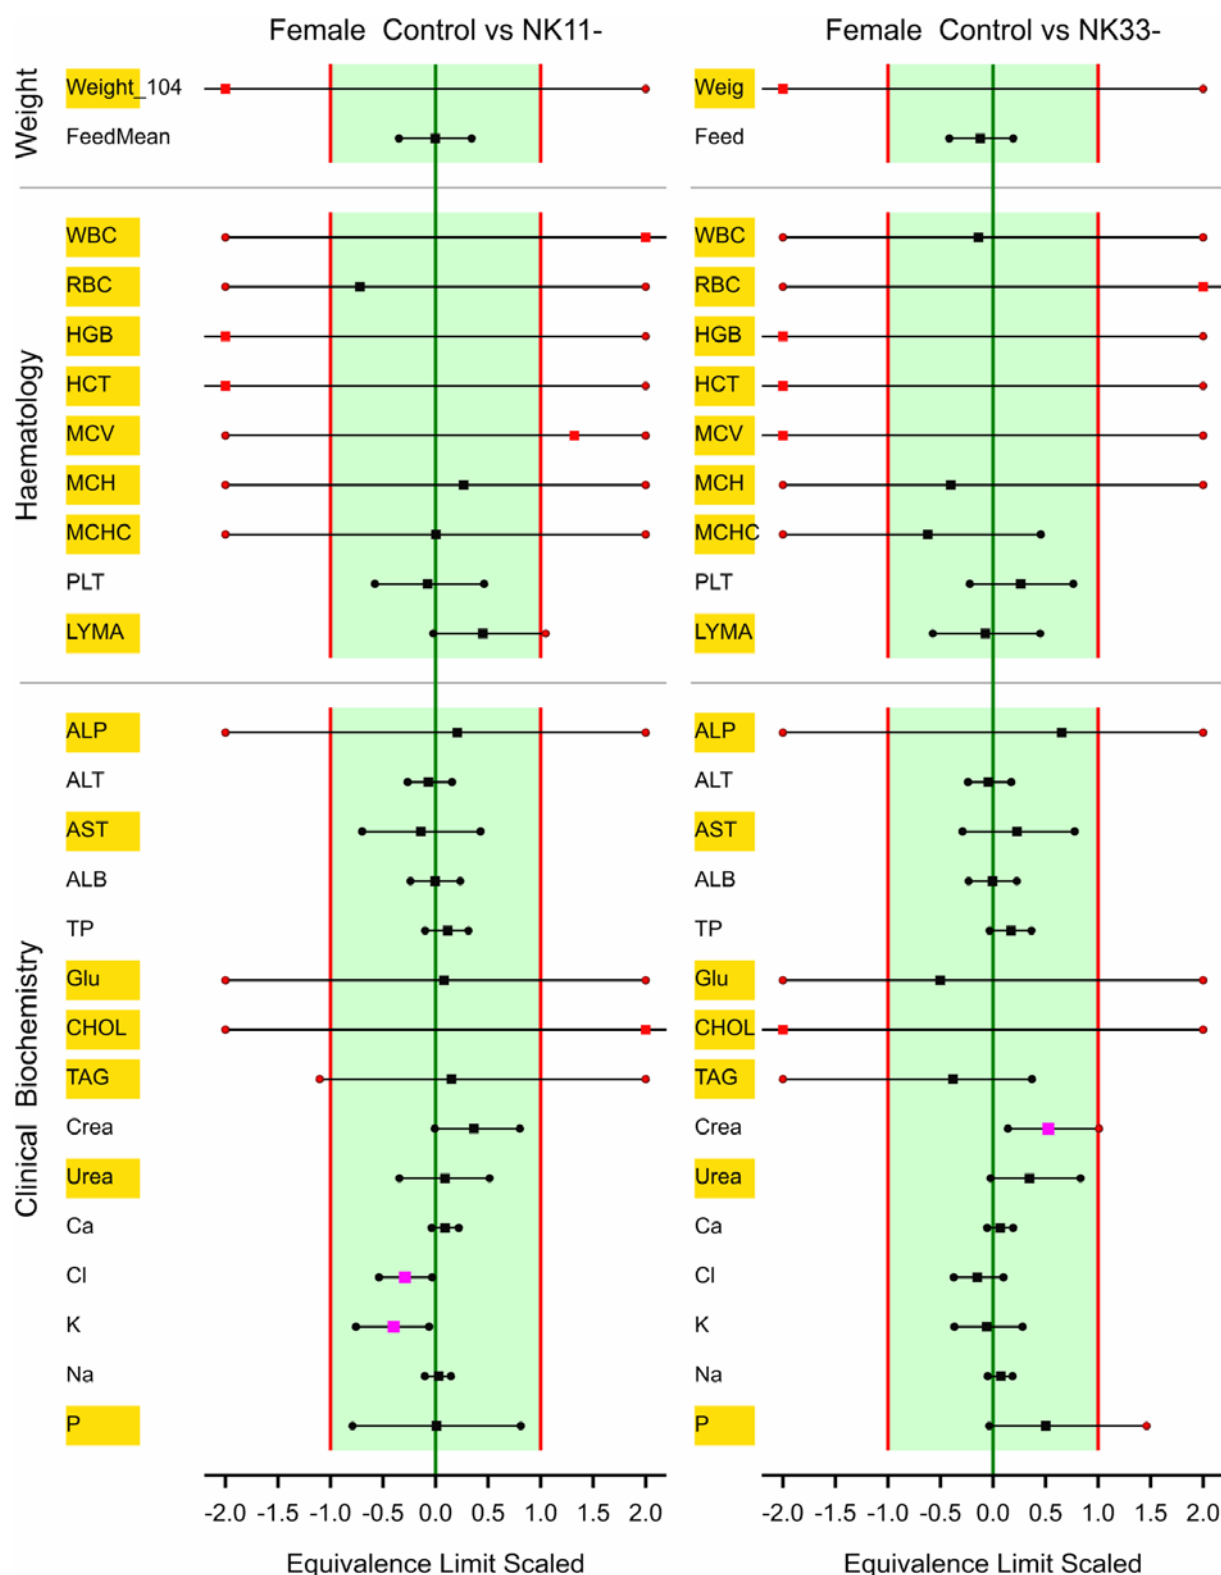 Female Control vs NK11-
Female Control vs NK33-
Weight
Weight_104
Weig
FeedMean
Feed
Haematology
WBC
WBC
RBC
RBC
HGB
HGB
HCT
HCT
MCV
MCV
MCH
MCH
MCHC
MCHC
PLT
PLT
LYMA
LYMA
Clinical Biochemistry
ALP
ALP
ALT
ALT
AST
AST
ALB
ALB
TP
TP
Glu
Glu
CHOL
CHOL
TAG
TAG
Crea
Crea
Urea
Urea
Ca
Ca
Cl
Cl
K
K
Na
Na
P
P
-2.0 -1.5 -1.0 -0.5 0.0 0.5 1.0 1.5 2.0
-2.0 -1.5 -1.0 -0.5 0.0 0.5 1.0 1.5 2.0
Equivalence Limit Scaled
Equivalence Limit Scaled